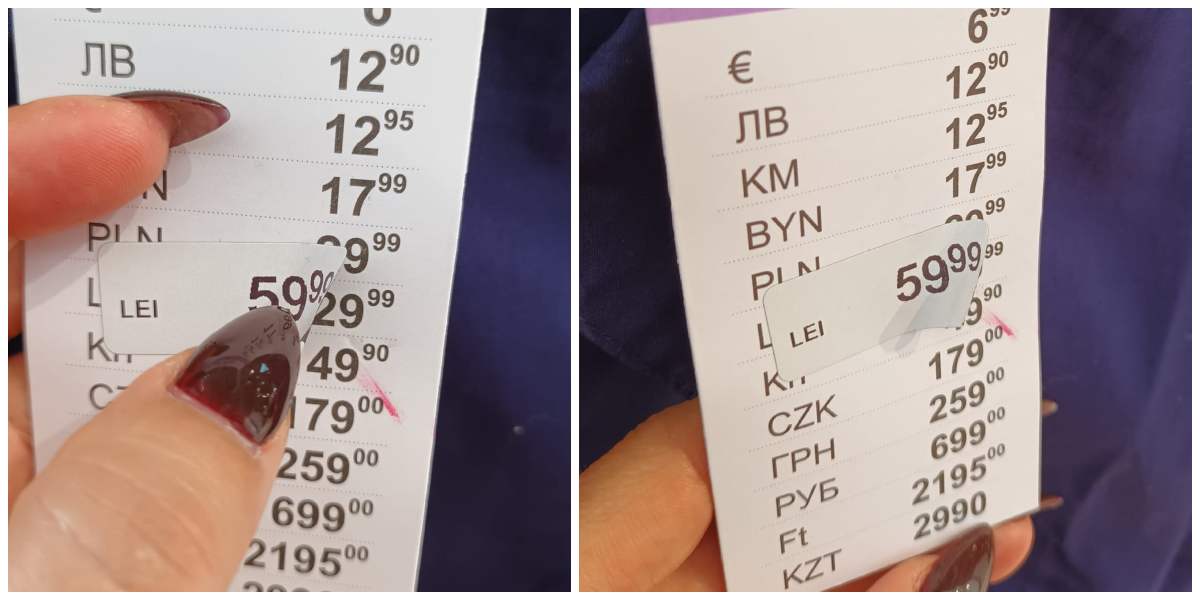 ЛВ 12⁹⁰
12⁹⁵
17⁹⁹
PLN
LEI 59⁹⁹
29⁹⁹
49⁹⁰
179⁰⁰
259⁰⁰
699⁰⁰
2195⁰⁰
€ 6⁹⁹
ЛВ 12⁹⁰
KM 12⁹⁵
BYN 17⁹⁹
PLN
LEI 59⁹⁹
CZK 179⁰⁰
ГРН 259⁰⁰
РУБ 699⁰⁰
Ft 2195⁰⁰
KZT 2990